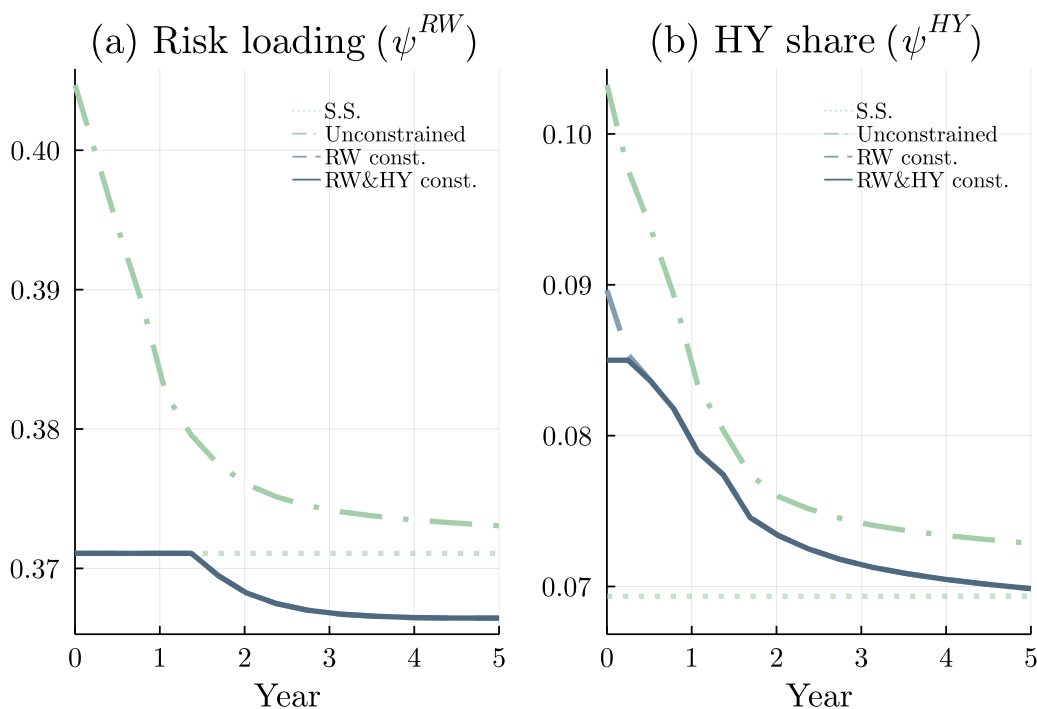 (a) Risk loading (ψ^RW)
S.S.
Unconstrained
RW const.
RW&HY const.
0.40
0.39
0.38
0.37
0 1 2 3 4 5
Year
(b) HY share (ψ^HY)
S.S.
Unconstrained
RW const.
RW&HY const.
0.10
0.09
0.08
0.07
0 1 2 3 4 5
Year